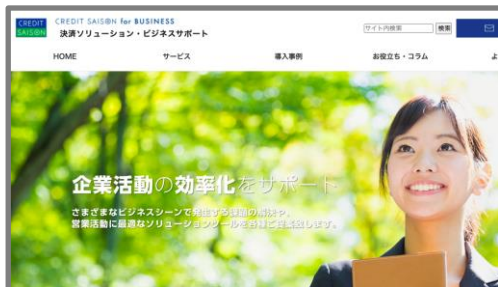 CREDIT
SAISON
CREDIT SAISON for BUSINESS
決済ソリューション・ビジネスサポート
サイト内検索
検索
HOME
サービス
導入事例
お役立ち・コラム
よ
企業活動の効率化をサポート
さまざまなビジネスシーンで発生する課題の解決や、
営業活動に最適なソリューションツールを各種ご提案致します。